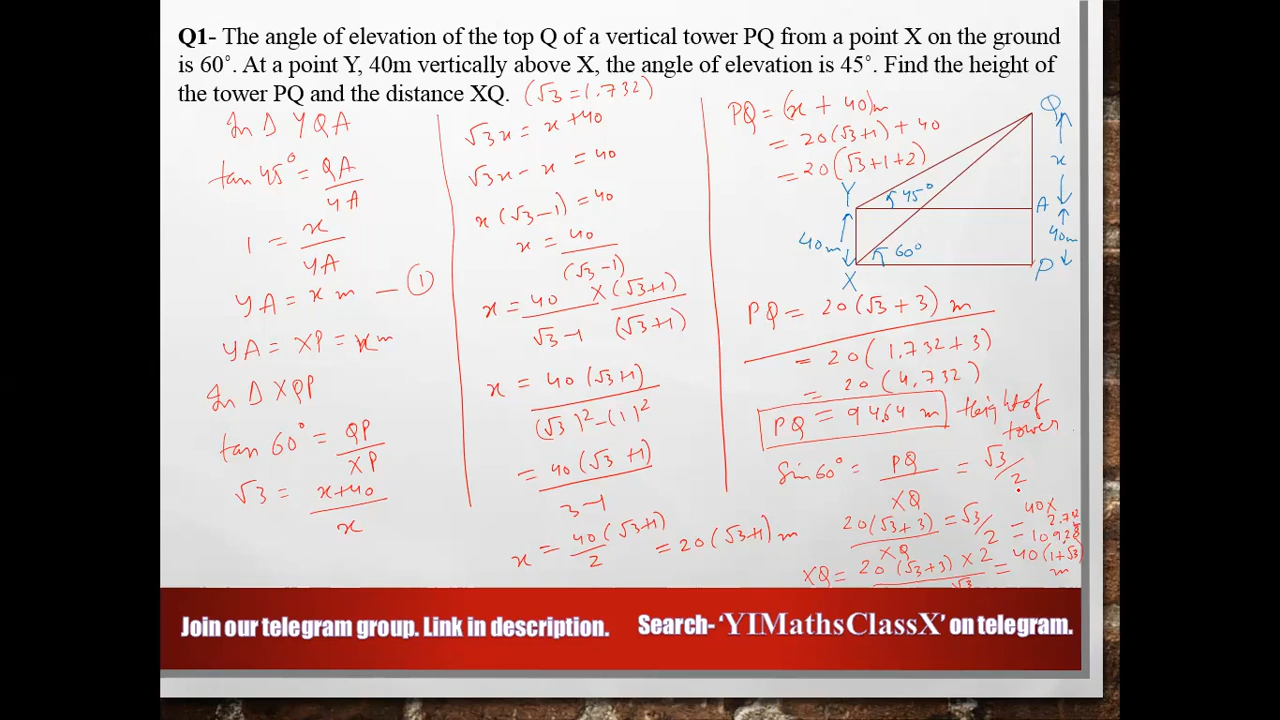 Q1- The angle of elevation of the top Q of a vertical tower PQ from a point X on the ground
is 60˚. At a point Y, 40m vertically above X, the angle of elevation is 45˚. Find the height of
the tower PQ and the distance XQ. (√3 = 1.732)
In Δ YQA
tan 45° = QA/YA
1 = x/YA
YA = x m — ①
YA = XP = x m
In Δ XQP
tan 60° = QP/XP
√3 = x+40/x
√3x = x+40
√3x - x = 40
x(√3-1) = 40
x = 40/(√3-1)
x = 40/√3-1 × (√3+1)/(√3+1)
x = 40(√3+1)/(√3)²-(1)²
= 40(√3+1)/3-1
x = 40(√3+1)/2 = 20(√3+1) m
PQ = (x + 40)m
= 20(√3+1) + 40
= 20(√3+1+2)
Q
x
Y
45°
A
40m
40m
60°
X
P
PQ = 20(√3+3) m
= 20(1.732+3)
= 20(4.732)
PQ = 94.64 m Height of
tower
Sin 60° = PQ/XQ = √3/2
20(√3+3)/XQ = √3/2
XQ = 20(√3+3)×2/√3 = 40(1+√3)
m
= 40×
2.732
= 109.28
Join our telegram group. Link in description. Search- 'YIMathsClassX' on telegram.